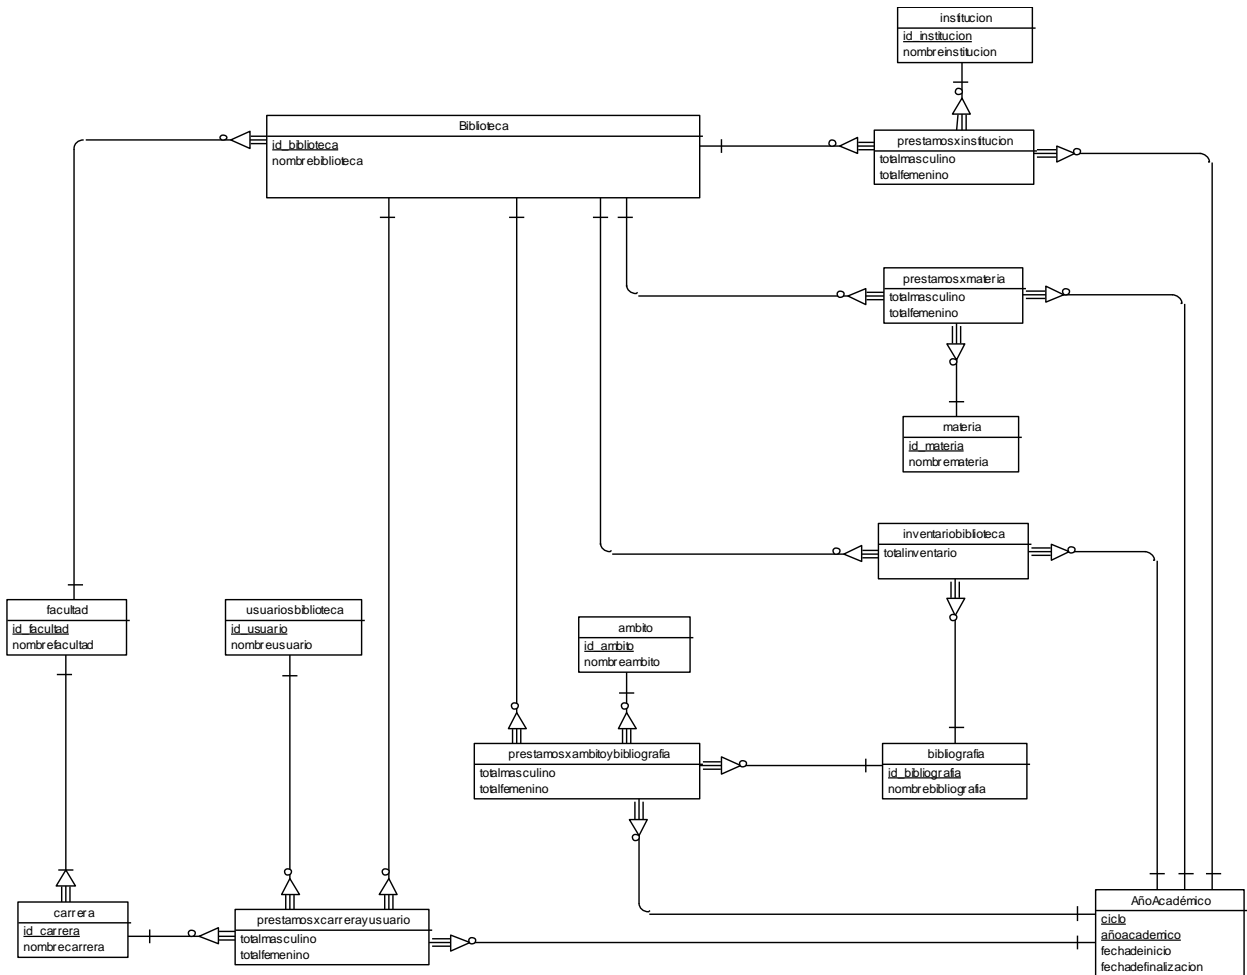 institucion
id_institucion
nombreinstitucion
Biblioteca
id_biblioteca
nombrebiblioteca
prestamosxinstitucion
totalmasculino
totalfemenino
prestamosxmateria
totalmasculino
totalfemenino
materia
id_materia
nombremateria
inventariobiblioteca
totalinventario
facultad
id_facultad
nombrefacultad
usuariosbiblioteca
id_usuario
nombreusuario
ambito
id_ambito
nombreambito
prestamosxambitoybibliografia
totalmasculino
totalfemenino
bibliografia
id_bibliografia
nombrebibliografia
carrera
id_carrera
nombrecarrera
prestamosxcarrerayusuario
totalmasculino
totalfemenino
AñoAcadémico
ciclo
añoacademico
fechadeinicio
fechadefinalizacion